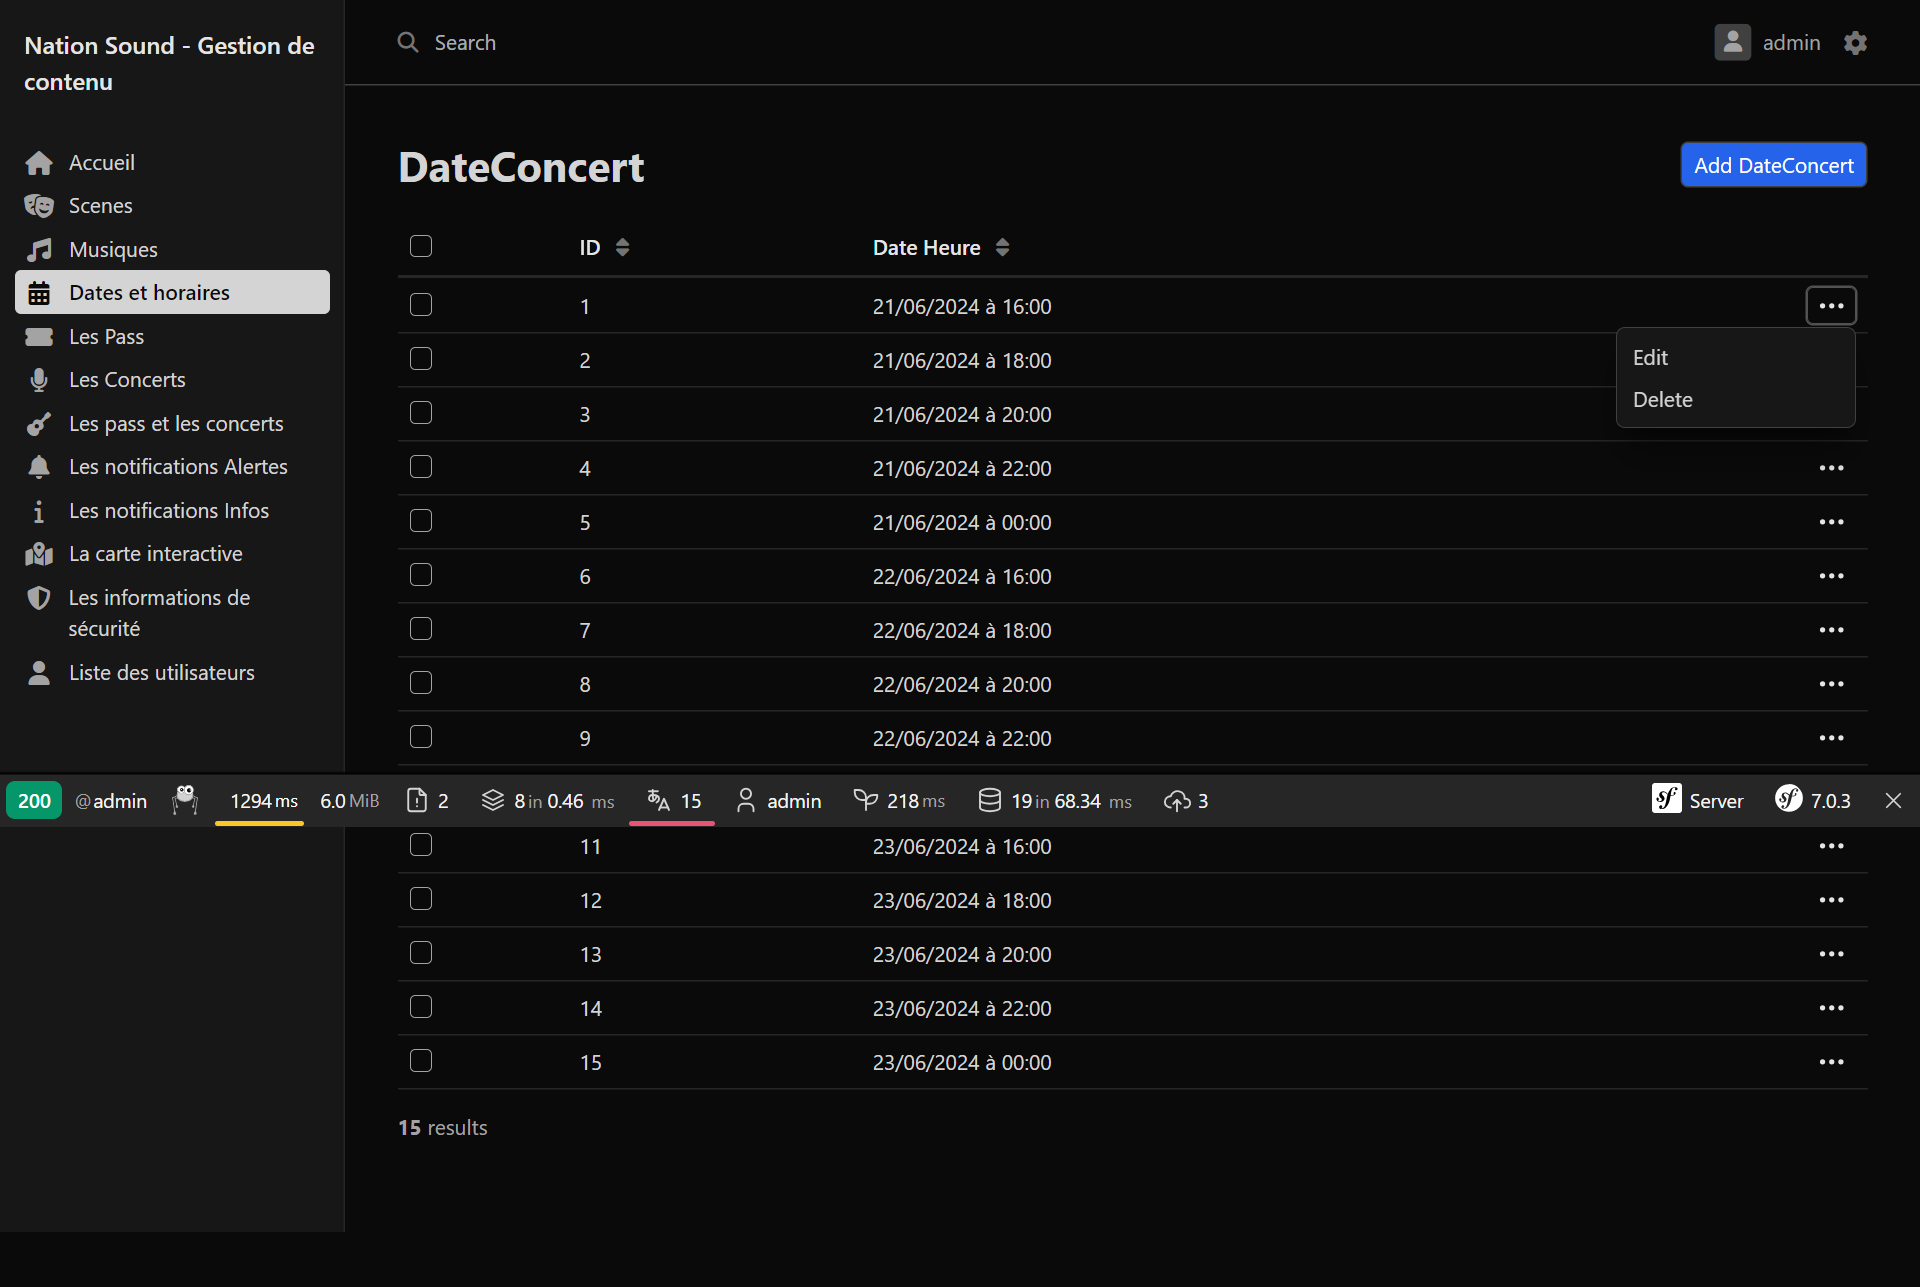 Nation Sound - Gestion de
contenu
Accueil
Scenes
Musiques
Dates et horaires
Les Pass
Les Concerts
Les pass et les concerts
Les notifications Alertes
Les notifications Infos
La carte interactive
Les informations de
sécurité
Liste des utilisateurs
Search
admin
DateConcert
Add DateConcert
ID Date Heure
1 21/06/2024 à 16:00
Edit
Delete
2 21/06/2024 à 18:00
3 21/06/2024 à 20:00
4 21/06/2024 à 22:00
5 21/06/2024 à 00:00
6 22/06/2024 à 16:00
7 22/06/2024 à 18:00
8 22/06/2024 à 20:00
9 22/06/2024 à 22:00
200 @admin 1294 ms 6.0 MiB 2 8 in 0.46 ms 15 admin 218 ms 19 in 68.34 ms 3 Server 7.0.3
11 23/06/2024 à 16:00
12 23/06/2024 à 18:00
13 23/06/2024 à 20:00
14 23/06/2024 à 22:00
15 23/06/2024 à 00:00
15 results